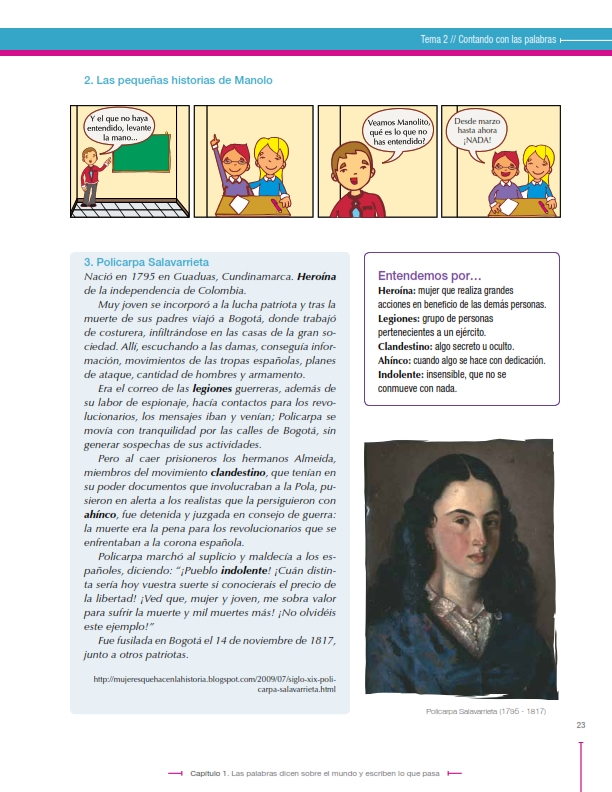 Tema 2 // Contando con las palabras
2. Las pequeñas historias de Manolo
Y el que no haya
entendido, levante
la mano...
Veamos Manolito,
qué es lo que no
has entendido?
Desde marzo
hasta ahora
¡NADA!
3. Policarpa Salavarrieta
Nació en 1795 en Guaduas, Cundinamarca. Heroína
de la independencia de Colombia.
Muy joven se incorporó a la lucha patriota y tras la
muerte de sus padres viajó a Bogotá, donde trabajó
de costurera, infiltrándose en las casas de la gran so-
ciedad. Allí, escuchando a las damas, conseguía infor-
mación, movimientos de las tropas españolas, planes
de ataque, cantidad de hombres y armamento.
Era el correo de las legiones guerreras, además de
su labor de espionaje, hacía contactos para los revo-
lucionarios, los mensajes iban y venían; Policarpa se
movía con tranquilidad por las calles de Bogotá, sin
generar sospechas de sus actividades.
Pero al caer prisioneros los hermanos Almeida,
miembros del movimiento clandestino, que tenían en
su poder documentos que involucraban a la Pola, pu-
sieron en alerta a los realistas que la persiguieron con
ahínco, fue detenida y juzgada en consejo de guerra:
la muerte era la pena para los revolucionarios que se
enfrentaban a la corona española.
Policarpa marchó al suplicio y maldecía a los es-
pañoles, diciendo: “¡Pueblo indolente! ¡Cuán distin-
ta sería hoy vuestra suerte si conocierais el precio de
la libertad! ¡Ved que, mujer y joven, me sobra valor
para sufrir la muerte y mil muertes más! ¡No olvidéis
este ejemplo!”
Fue fusilada en Bogotá el 14 de noviembre de 1817,
junto a otros patriotas.
http://mujeresquehacenlahistoria.blogspot.com/2009/07/siglo-xix-poli-
carpa-salavarrieta.html
Entendemos por...
Heroína: mujer que realiza grandes
acciones en beneficio de las demás personas.
Legiones: grupo de personas
pertenecientes a un ejército.
Clandestino: algo secreto u oculto.
Ahínco: cuando algo se hace con dedicación.
Indolente: insensible, que no se
conmueve con nada.
Policarpa Salavarrieta (1795 - 1817)
23
Capítulo 1. Las palabras dicen sobre el mundo y escriben lo que pasa